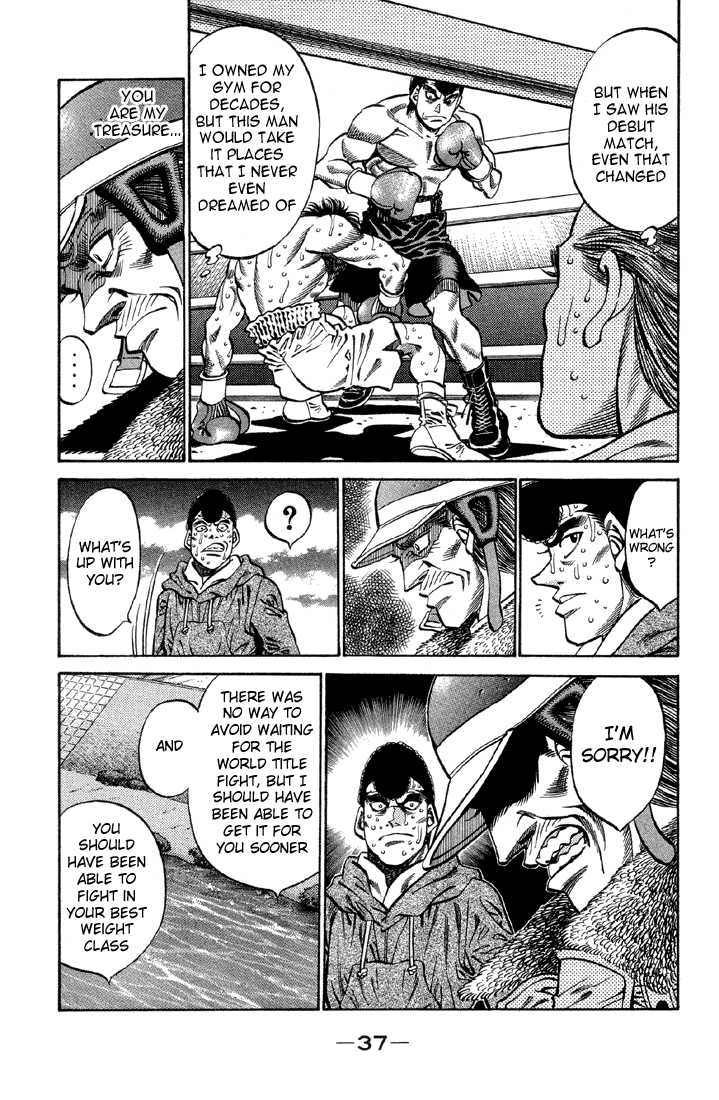 BUT WHEN
I SAW HIS
DEBUT
MATCH,
EVEN THAT
CHANGED
I OWNED MY
GYM FOR
DECADES,
BUT THIS MAN
WOULD TAKE
IT PLACES
THAT I NEVER
EVEN
DREAMED OF
YOU
ARE MY
TREASURE...
...
WHAT'S
WRONG
?
?
WHAT'S
UP WITH
YOU?
I'M
SORRY!!
THERE WAS
NO WAY TO
AVOID WAITING
FOR THE
WORLD TITLE
FIGHT, BUT I
SHOULD HAVE
BEEN ABLE TO
GET IT FOR
YOU SOONER
AND
YOU
SHOULD
HAVE BEEN
ABLE TO
FIGHT IN
YOUR BEST
WEIGHT
CLASS
—37—